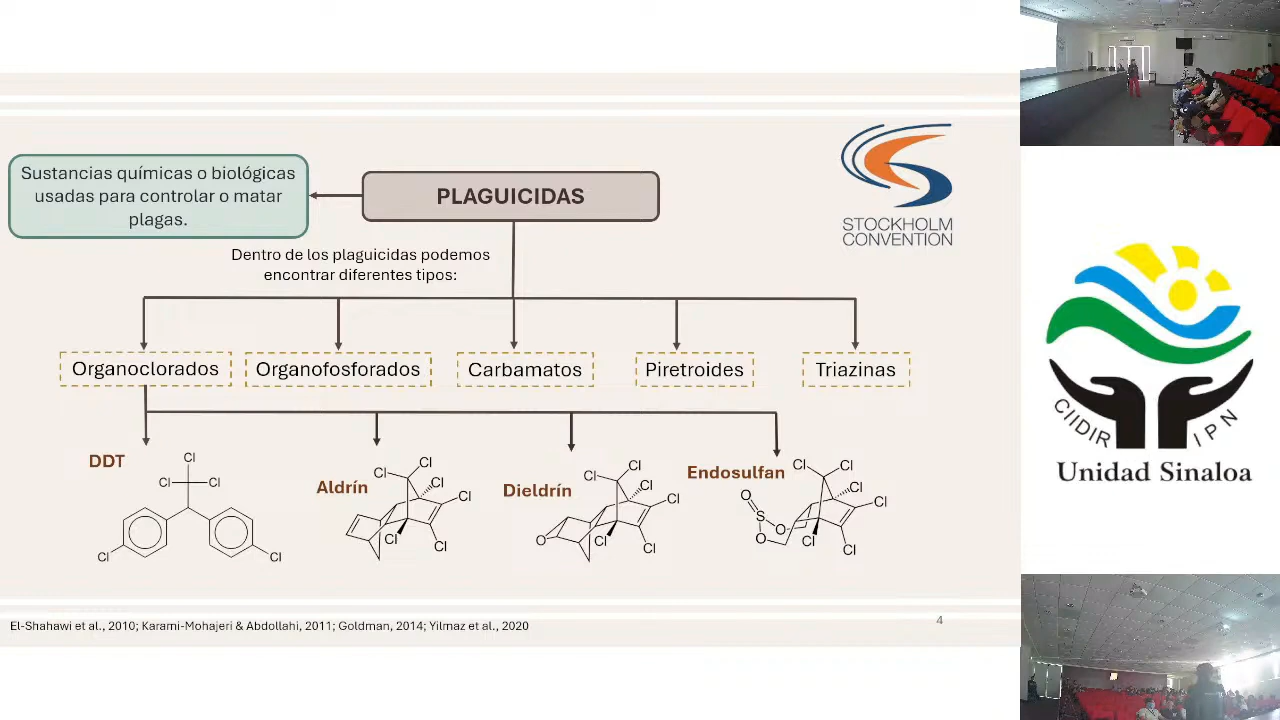 PLAGUICIDAS
Sustancias químicas o biológicas
usadas para controlar o matar
plagas.
STOCKHOLM
CONVENTION
Dentro de los plaguicidas podemos
encontrar diferentes tipos:
Organoclorados
Organofosforados
Carbamatos
Piretroides
Triazinas
DDT
Cl
Cl
Cl
Cl
Cl
Aldrín
Cl
Cl
Cl
Cl
Cl
Cl
Dieldrín
Cl
Cl
Cl
Cl
O
Cl
Cl
Endosulfan
Cl
Cl
Cl
O
Cl
S
O
O
Cl
Cl
El-Shahawi et al., 2010; Karami-Mohajeri & Abdollahi, 2011; Goldman, 2014; Yilmaz et al., 2020
4
CIIDIR IPN
Unidad Sinaloa